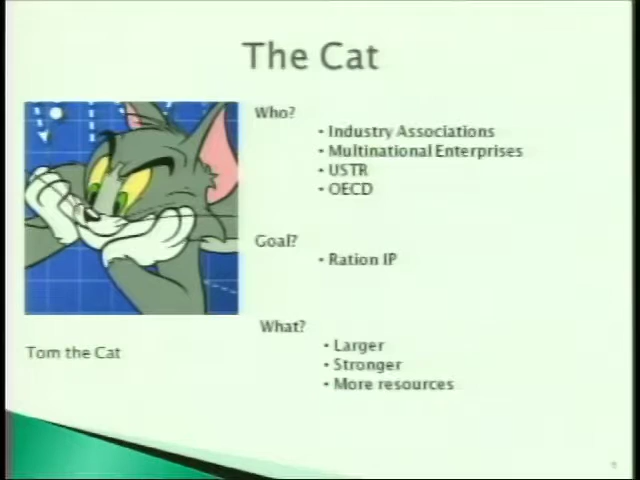 The Cat
Who?
• Industry Associations
• Multinational Enterprises
• USTR
• OECD
Goal?
• Ration IP
What?
• Larger
• Stronger
• More resources
Tom the Cat